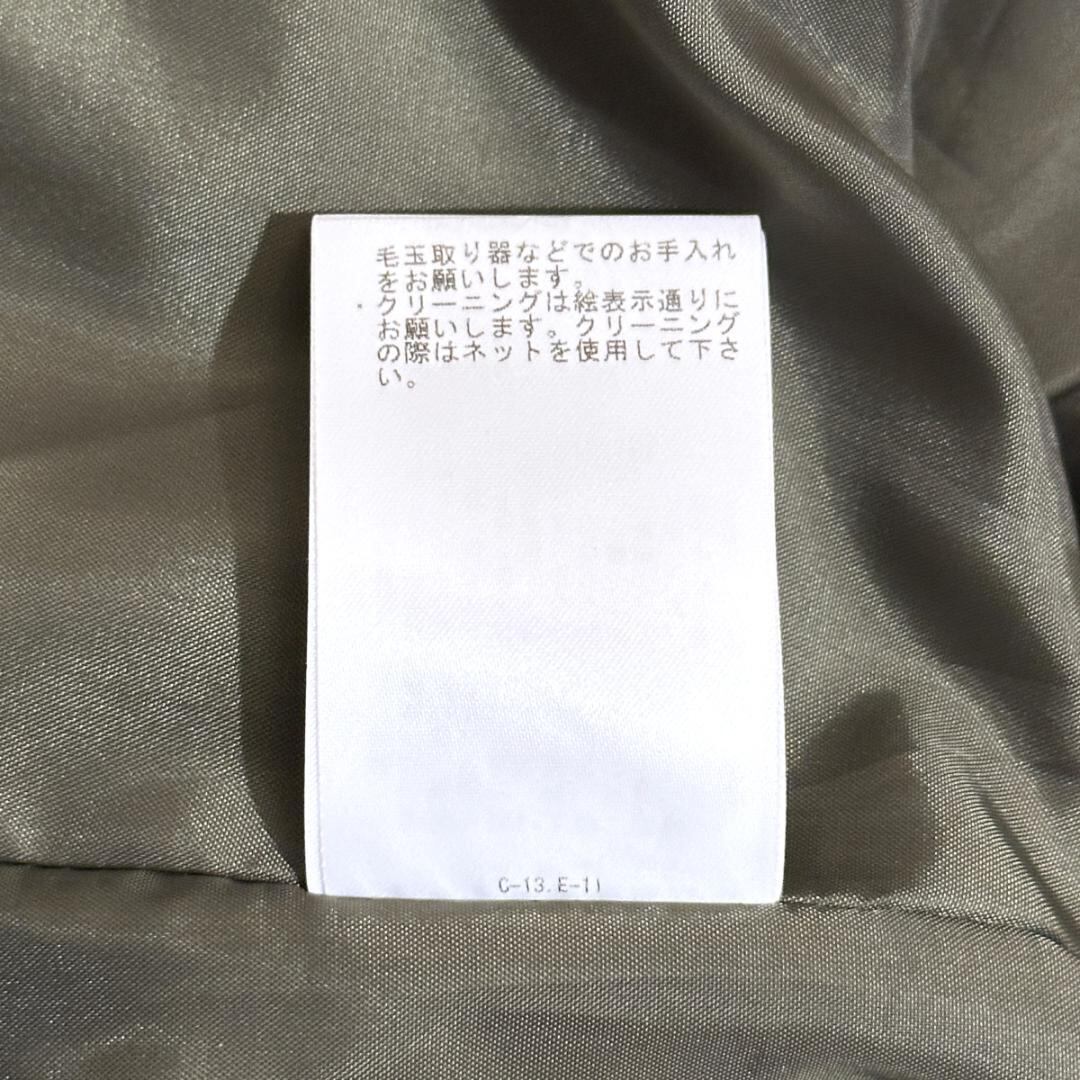 毛玉取り器などでのお手入れ
をお願いします。
・クリーニングは絵表示通りに
お願いします。クリーニング
の際はネットを使用して下さ
い。
C-13.E-11